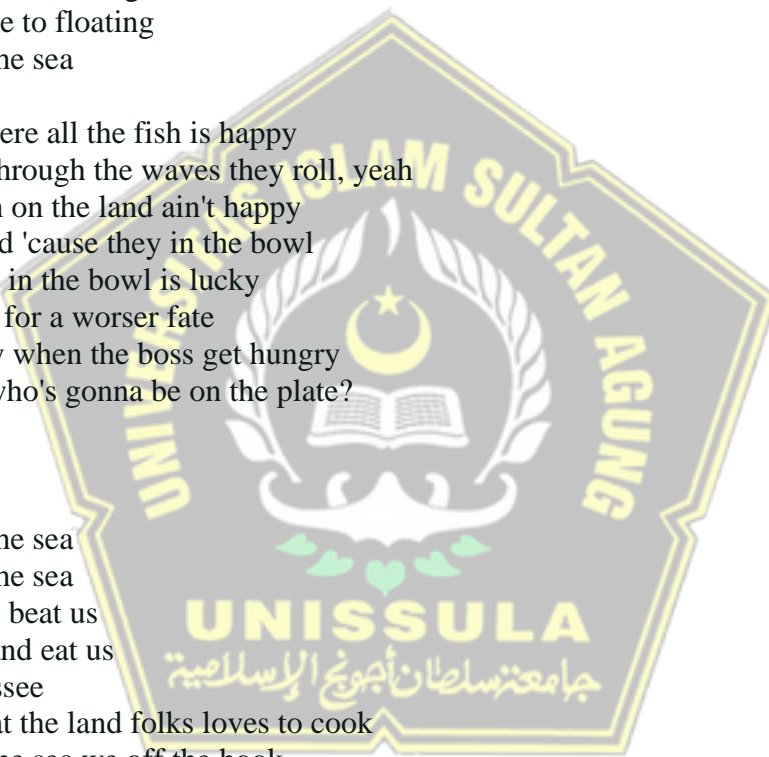 e to floating
he sea
ere all the fish is happy
hrough the waves they roll, yeah
n on the land ain't happy
d 'cause they in the bowl
in the bowl is lucky
for a worser fate
y when the boss get hungry
who's gonna be on the plate?
he sea
he sea
beat us
and eat us
ssee
at the land folks loves to cook
UNIVERSITAS ISLAM SULTAN AGUNG
UNISSULA
جامعة سلطان أجونج الإسلامية